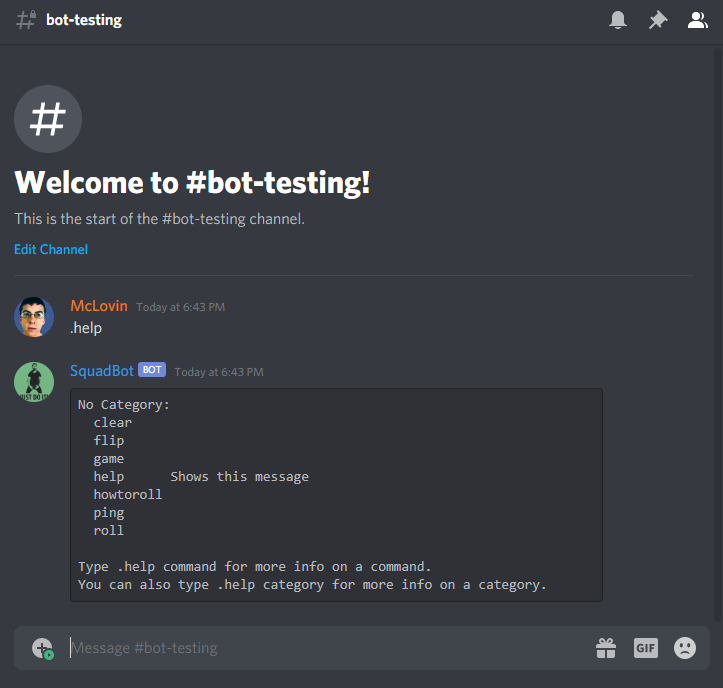 bot-testing
Welcome to #bot-testing!
This is the start of the #bot-testing channel.
Edit Channel
McLovin Today at 6:43 PM
.help
SquadBot BOT Today at 6:43 PM
JUST DO IT!
No Category:
clear
flip
game
help Shows this message
howtoroll
ping
roll
Type .help command for more info on a command.
You can also type .help category for more info on a category.
Message #bot-testing
GIF